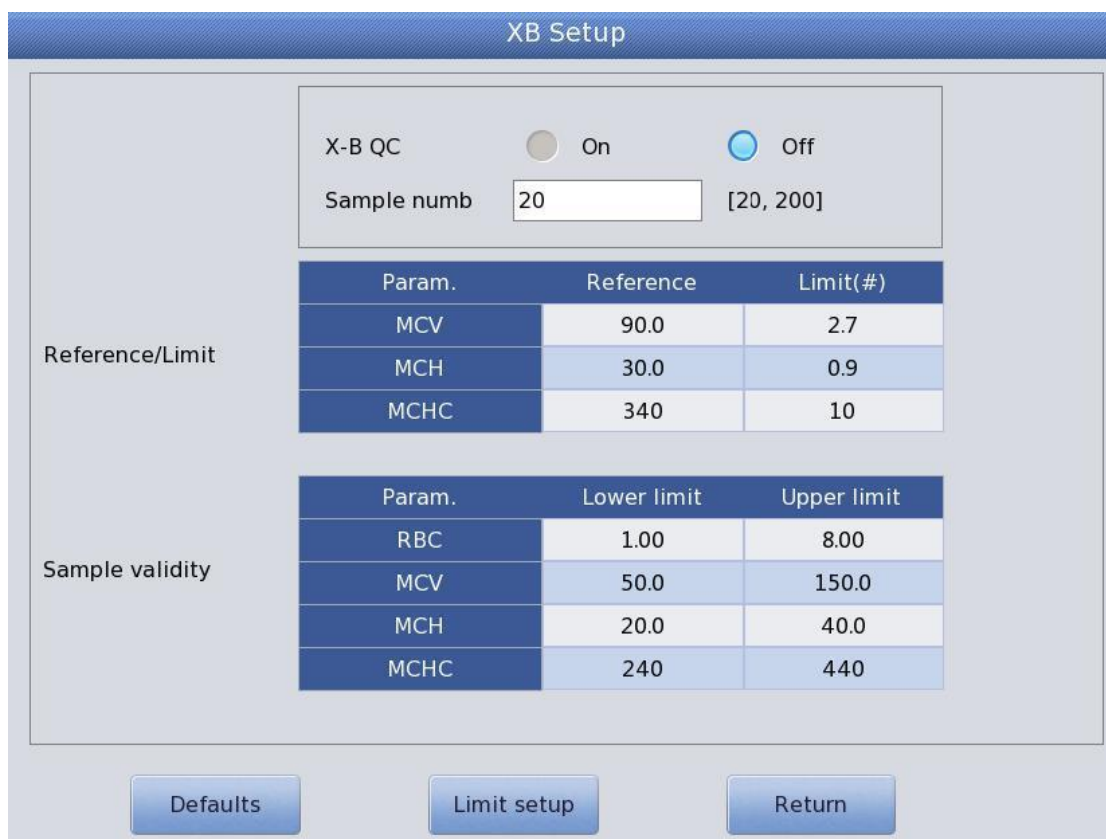 XB Setup
X-B QC On Off
Sample numb 20 [20, 200]
Reference/Limit
Param. Reference Limit(#)
MCV 90.0 2.7
MCH 30.0 0.9
MCHC 340 10
Sample validity
Param. Lower limit Upper limit
RBC 1.00 8.00
MCV 50.0 150.0
MCH 20.0 40.0
MCHC 240 440
Defaults Limit setup Return